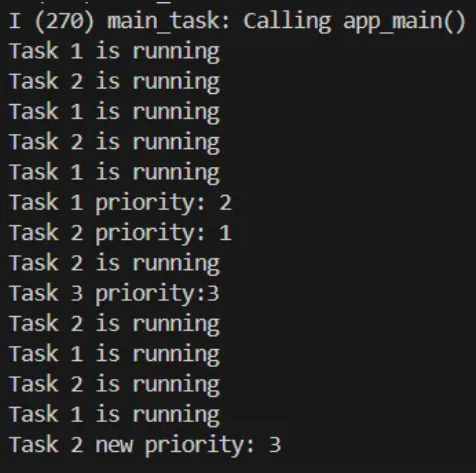 I (270) main_task: Calling app_main()
Task 1 is running
Task 2 is running
Task 1 is running
Task 2 is running
Task 1 is running
Task 1 priority: 2
Task 2 priority: 1
Task 2 is running
Task 3 priority:3
Task 2 is running
Task 1 is running
Task 2 is running
Task 1 is running
Task 2 new priority: 3